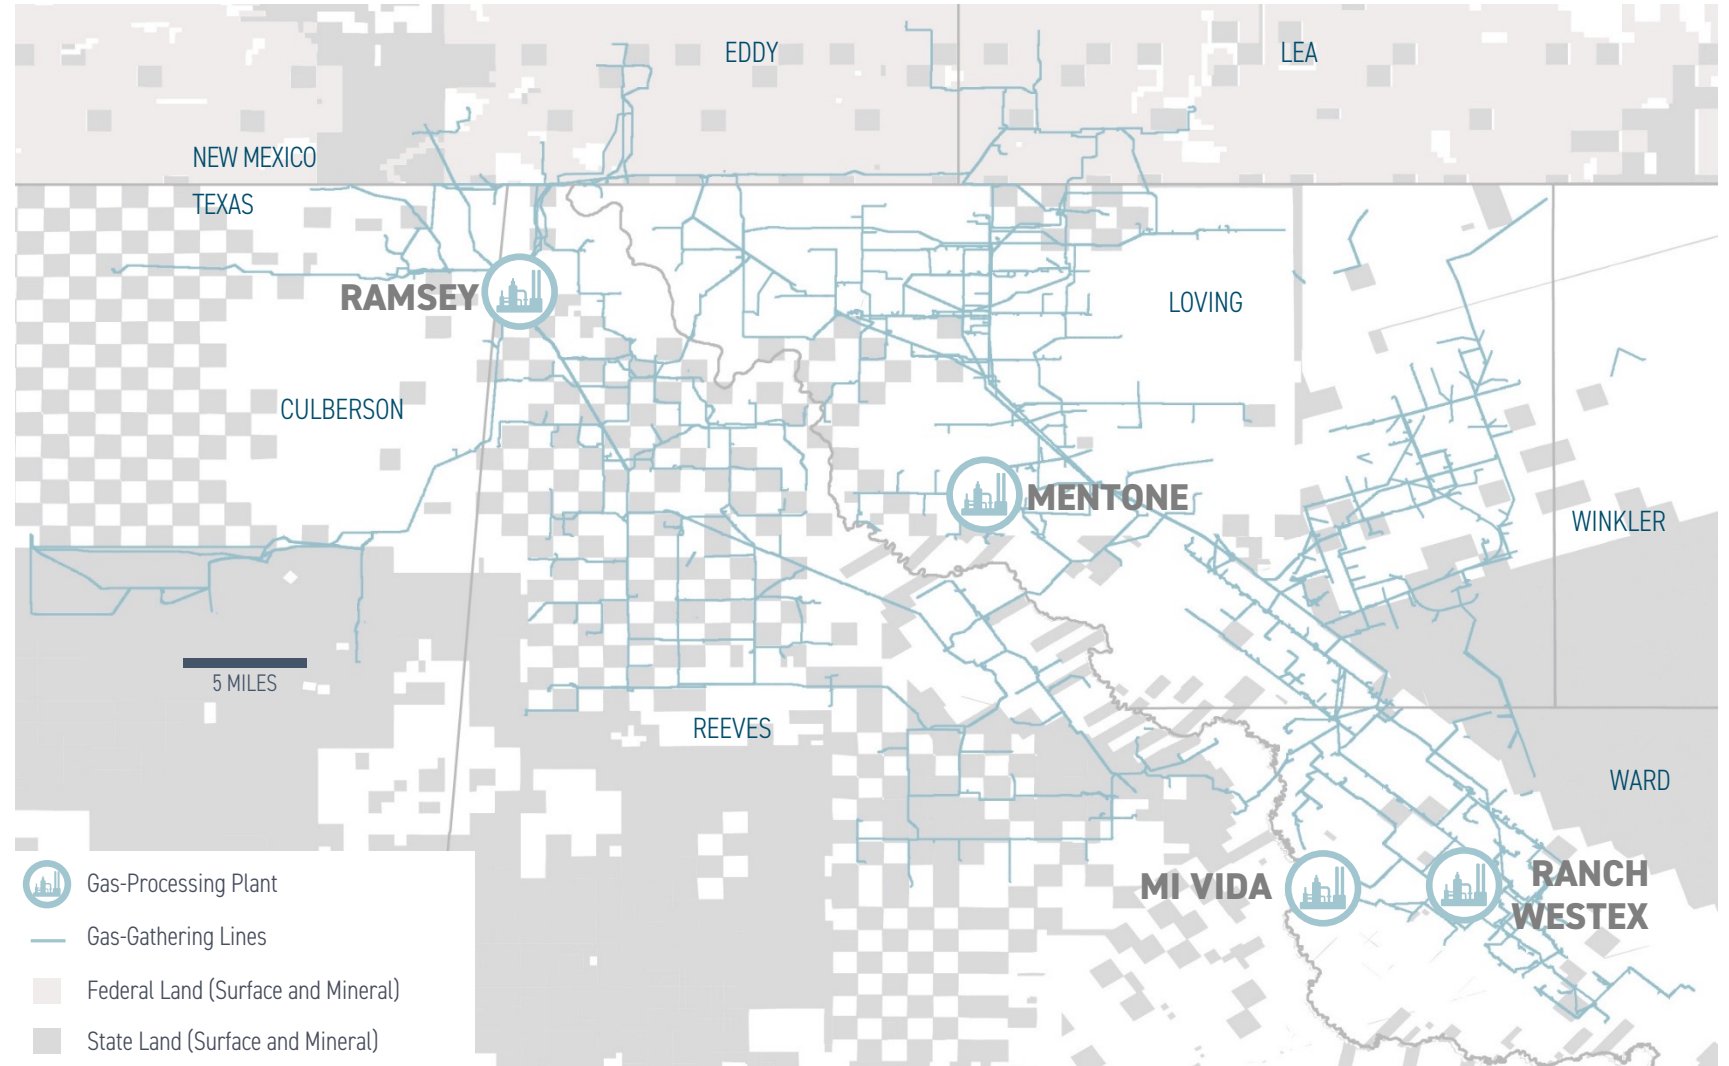 EDDY
LEA
NEW MEXICO
TEXAS
RAMSEY
LOVING
CULBERSON
MENTONE
WINKLER
5 MILES
REEVES
WARD
MI VIDA
RANCH
WESTEX
Gas-Processing Plant
Gas-Gathering Lines
Federal Land (Surface and Mineral)
State Land (Surface and Mineral)